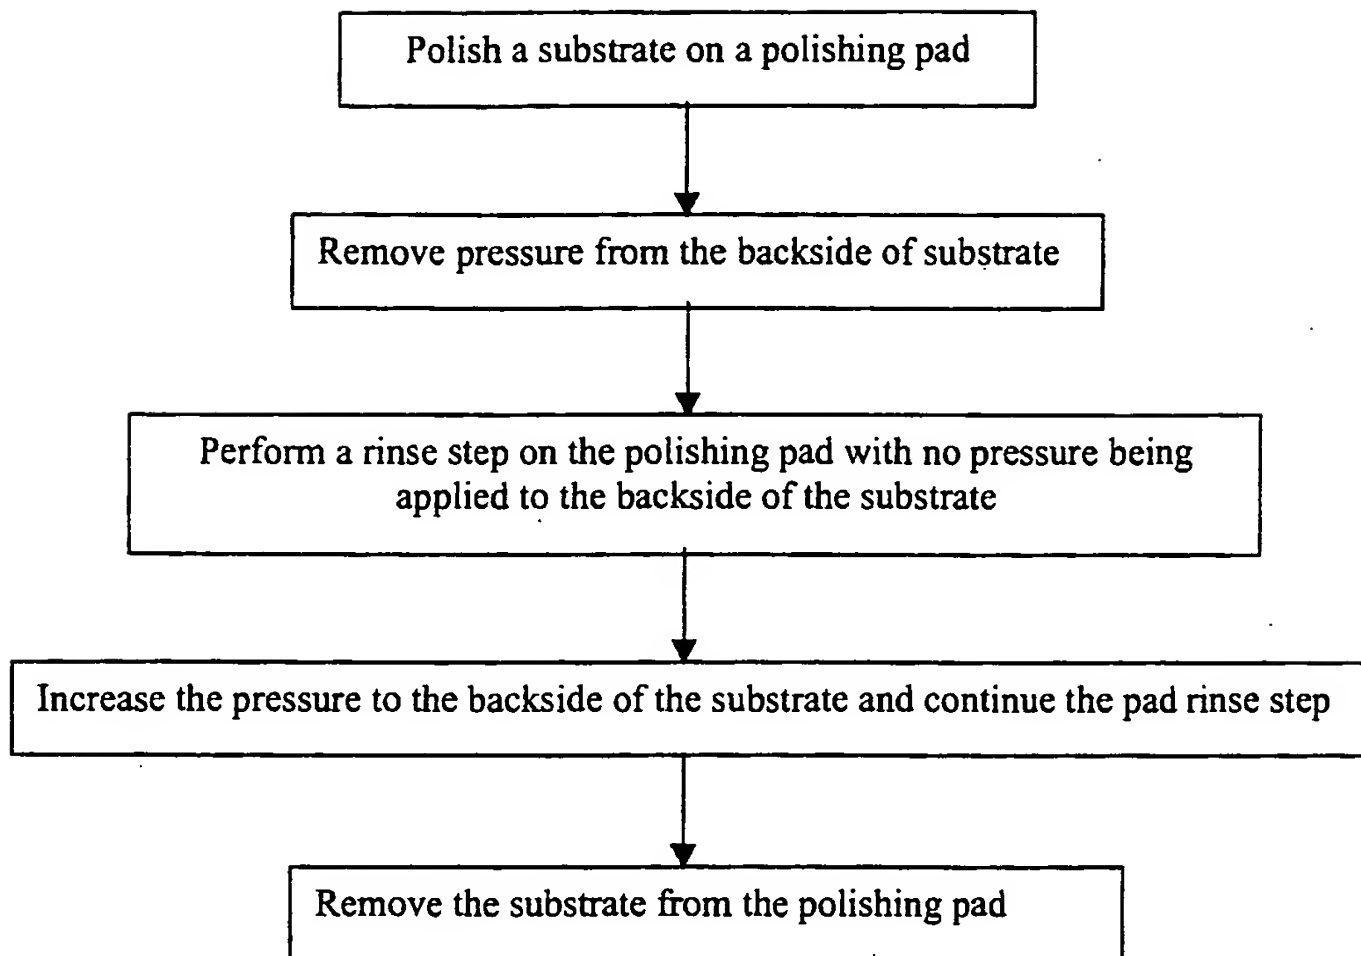 Polish a substrate on a polishing pad
Remove pressure from the backside of substrate
Perform a rinse step on the polishing pad with no pressure being
applied to the backside of the substrate
Increase the pressure to the backside of the substrate and continue the pad rinse step
Remove the substrate from the polishing pad